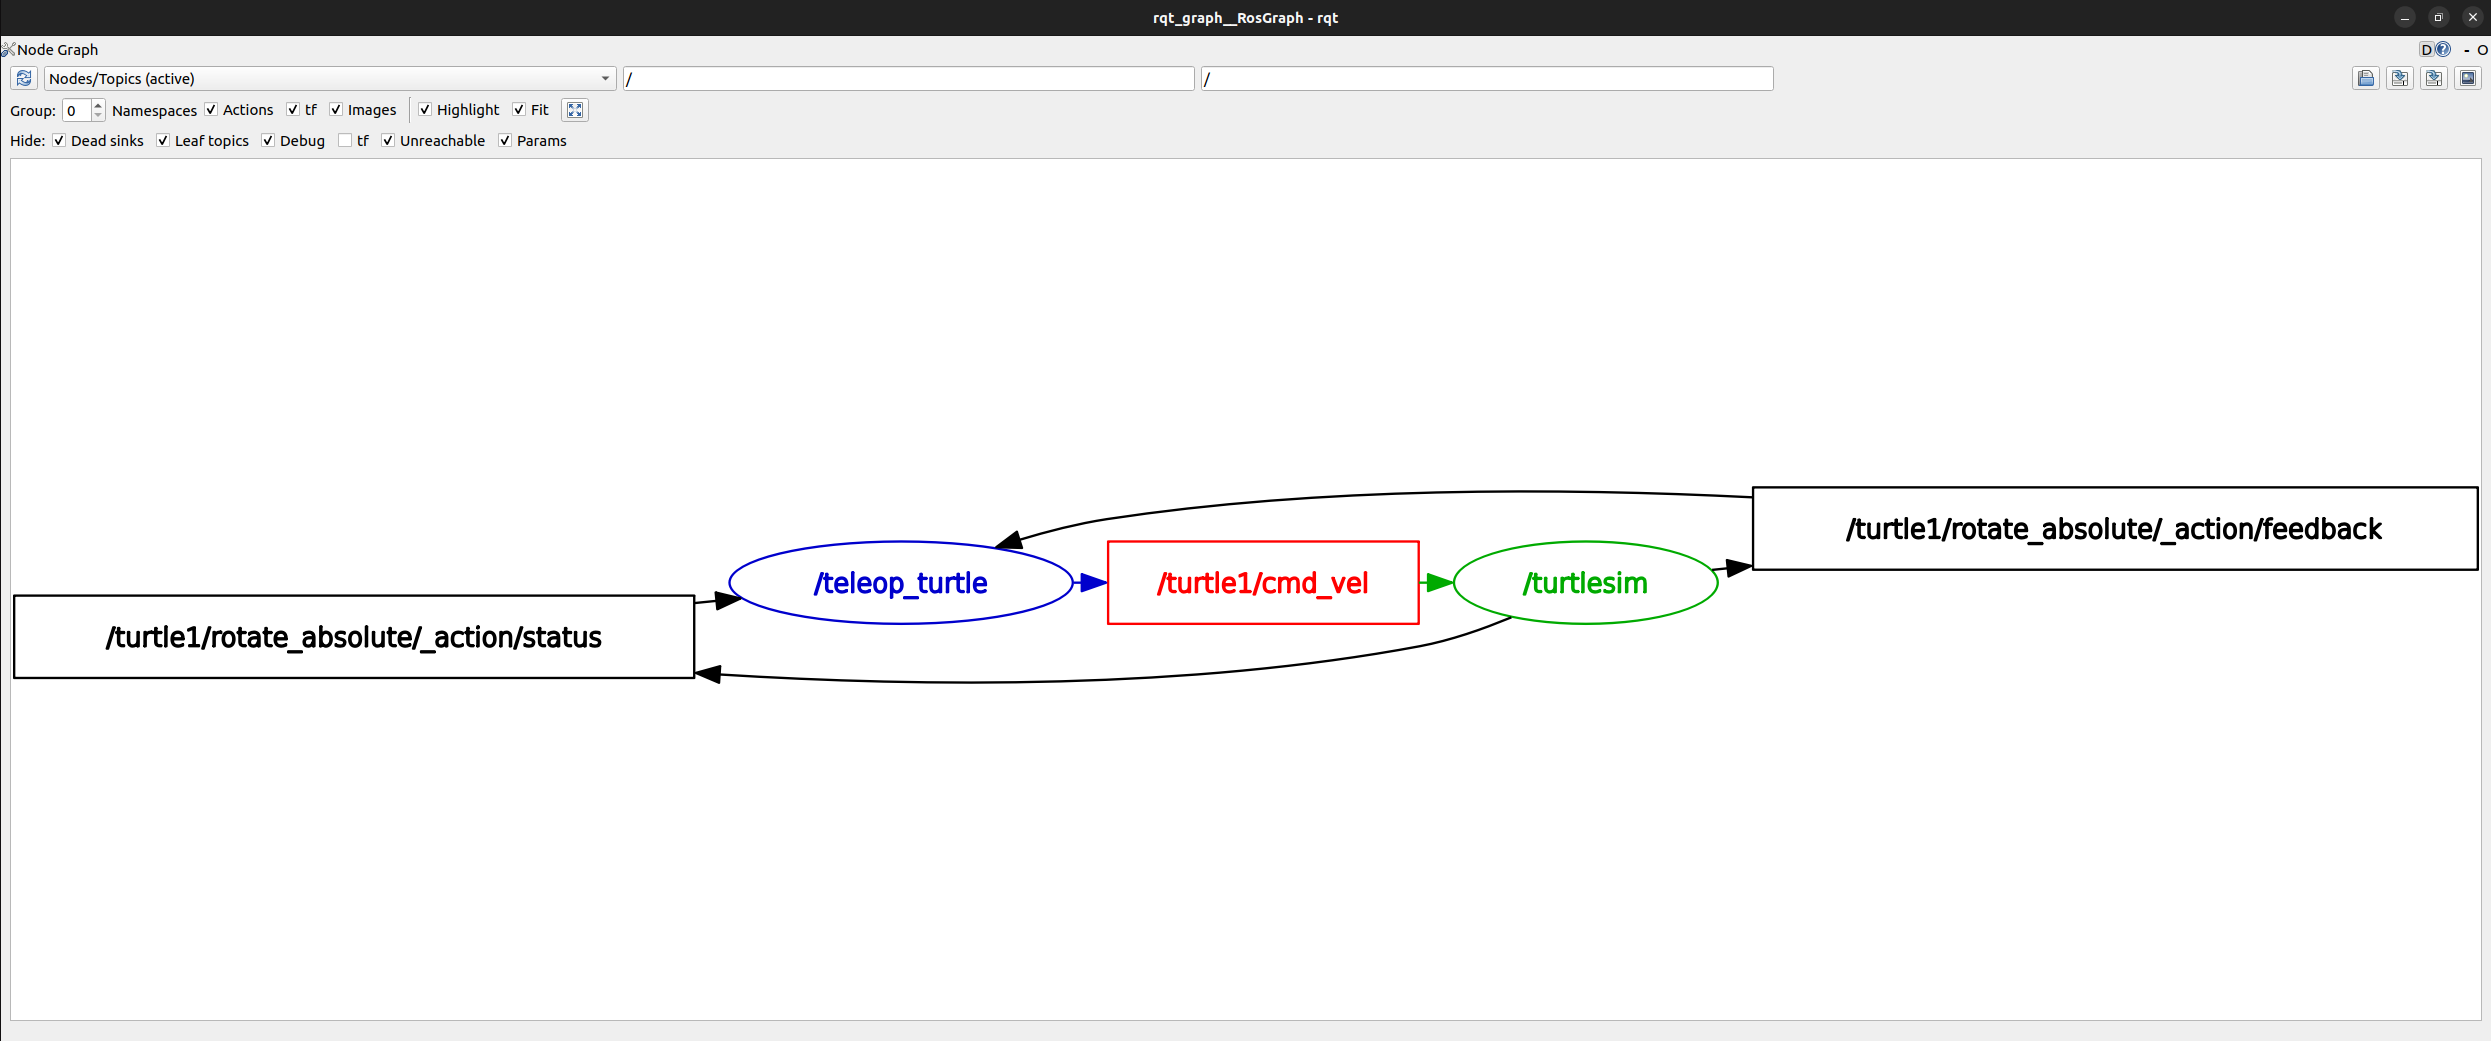 rqt_graph__RosGraph - rqt
Node Graph
D ? - O
Nodes/Topics (active) / /
Group: 0 Namespaces Actions tf Images Highlight Fit
Hide: Dead sinks Leaf topics Debug tf Unreachable Params
/turtle1/rotate_absolute/_action/feedback
/teleop_turtle /turtle1/cmd_vel /turtlesim
/turtle1/rotate_absolute/_action/status